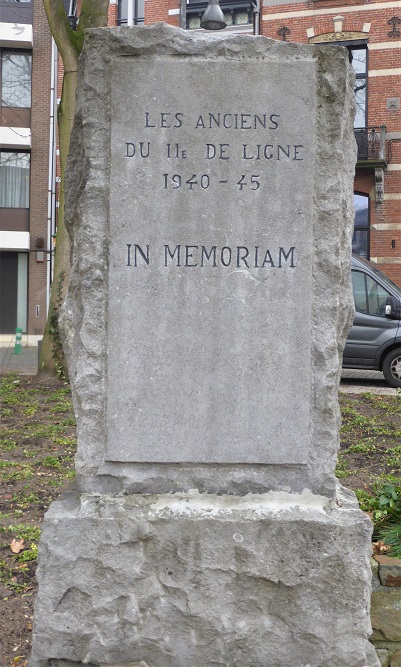 LES ANCIENS
DU 11E DE LIGNE
1940 - 45
IN MEMORIAM